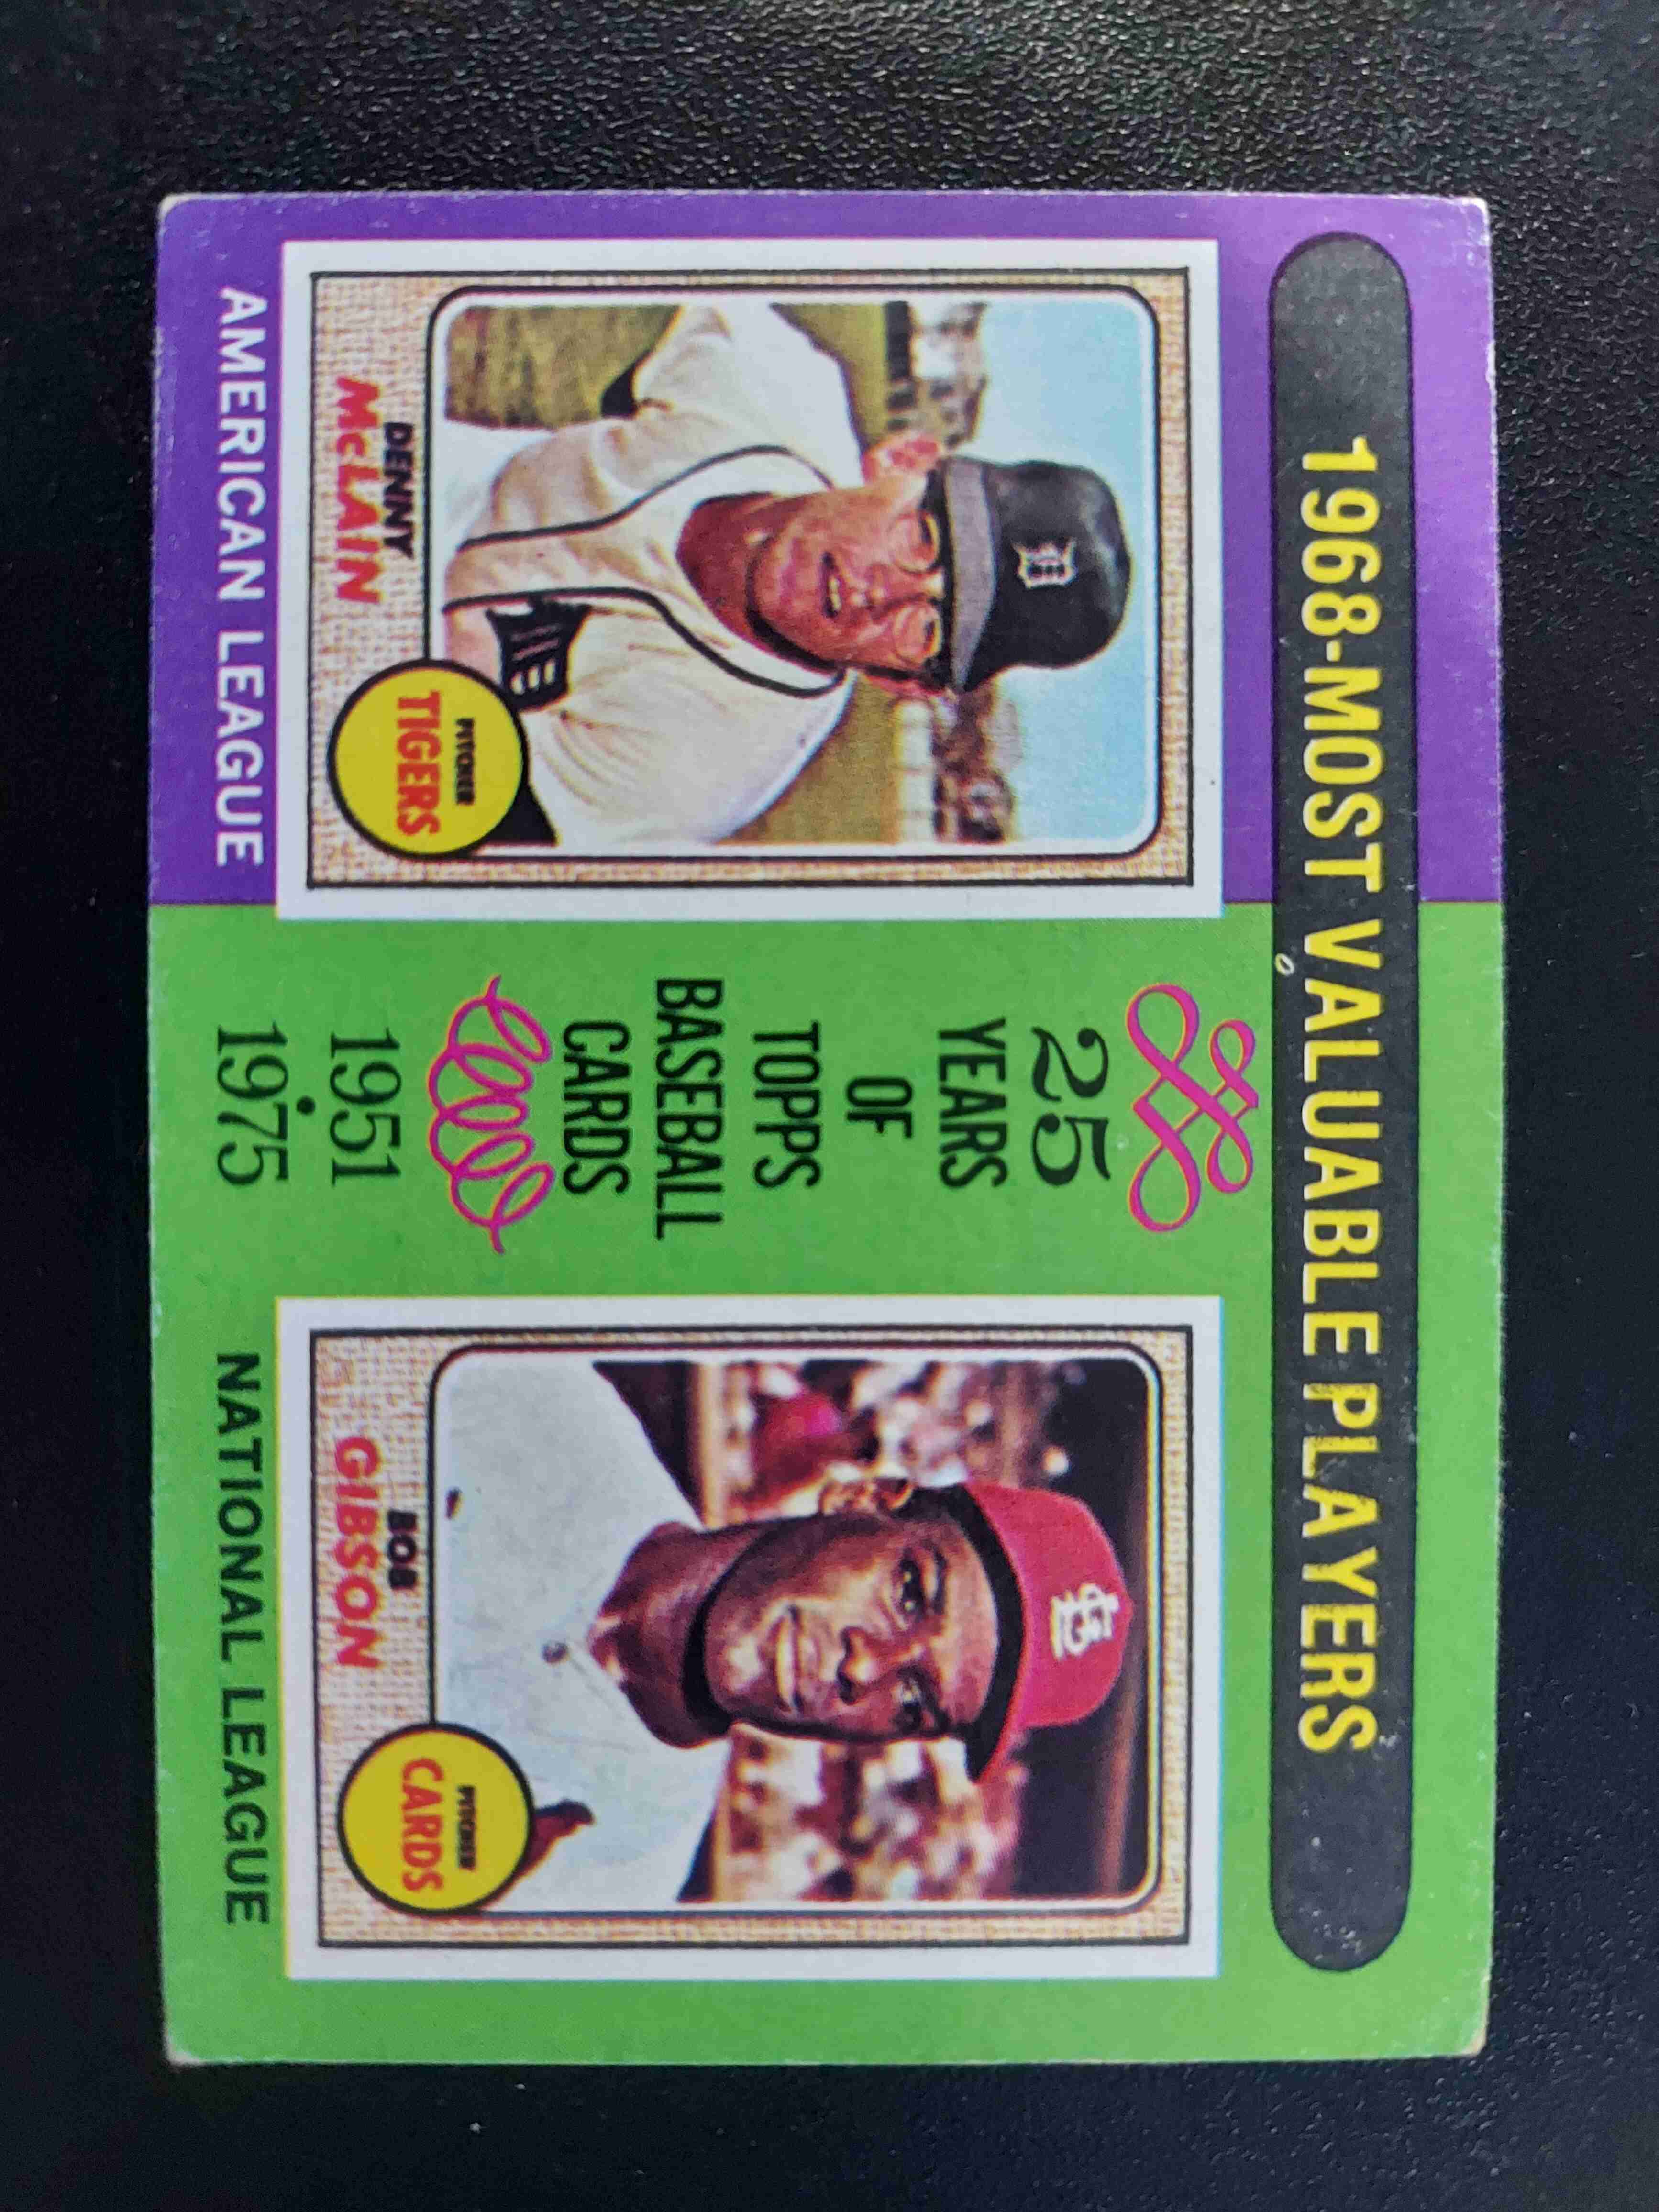 1968-MOST VALUABLE PLAYERS
DENNY
McLAIN
PITCHER
TIGERS
AMERICAN LEAGUE
25
YEARS
OF
TOPPS
BASEBALL
CARDS
1951
•
1975
BOB
GIBSON
PITCHER
CARDS
NATIONAL LEAGUE